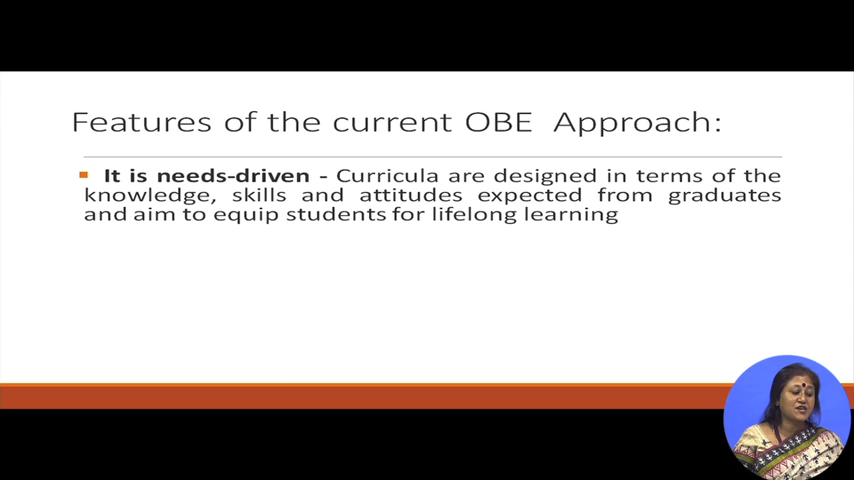 Features of the current OBE Approach:
It is needs-driven - Curricula are designed in terms of the
knowledge, skills and attitudes expected from graduates
and aim to equip students for lifelong learning